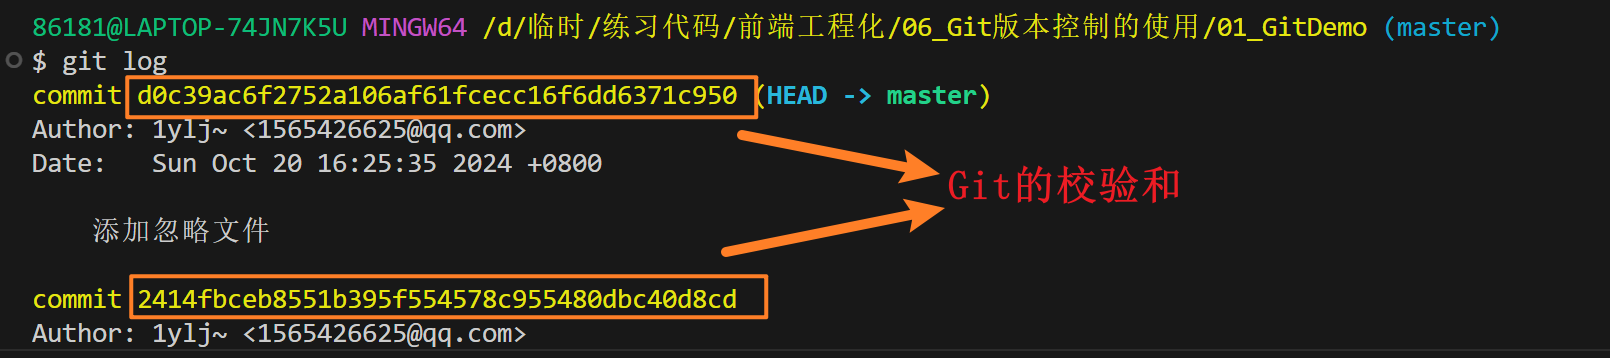 86181@LAPTOP-74JN7K5U MINGW64 /d/临时/练习代码/前端工程化/06_Git版本控制的使用/01_GitDemo (master)
$ git log
commit d0c39ac6f2752a106af61fcecc16f6dd6371c950 (HEAD -> master)
Author: 1ylj~ <1565426625@qq.com>
Date:   Sun Oct 20 16:25:35 2024 +0800
Git的校验和
添加忽略文件
commit 2414fbceb8551b395f554578c955480dbc40d8cd
Author: 1ylj~ <1565426625@qq.com>